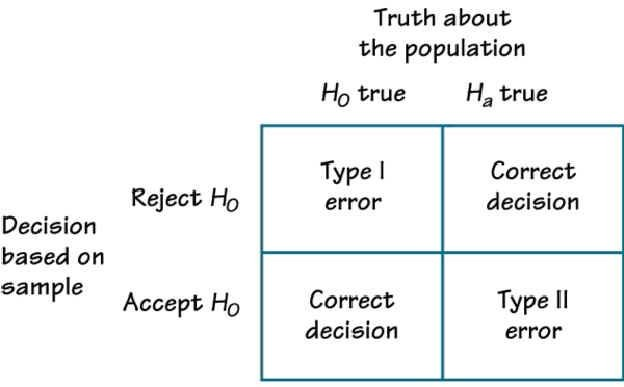 Truth about
the population
H0 true Ha true
Reject H0
Type I
error
Correct
decision
Decision
based on
sample
Accept H0
Correct
decision
Type II
error